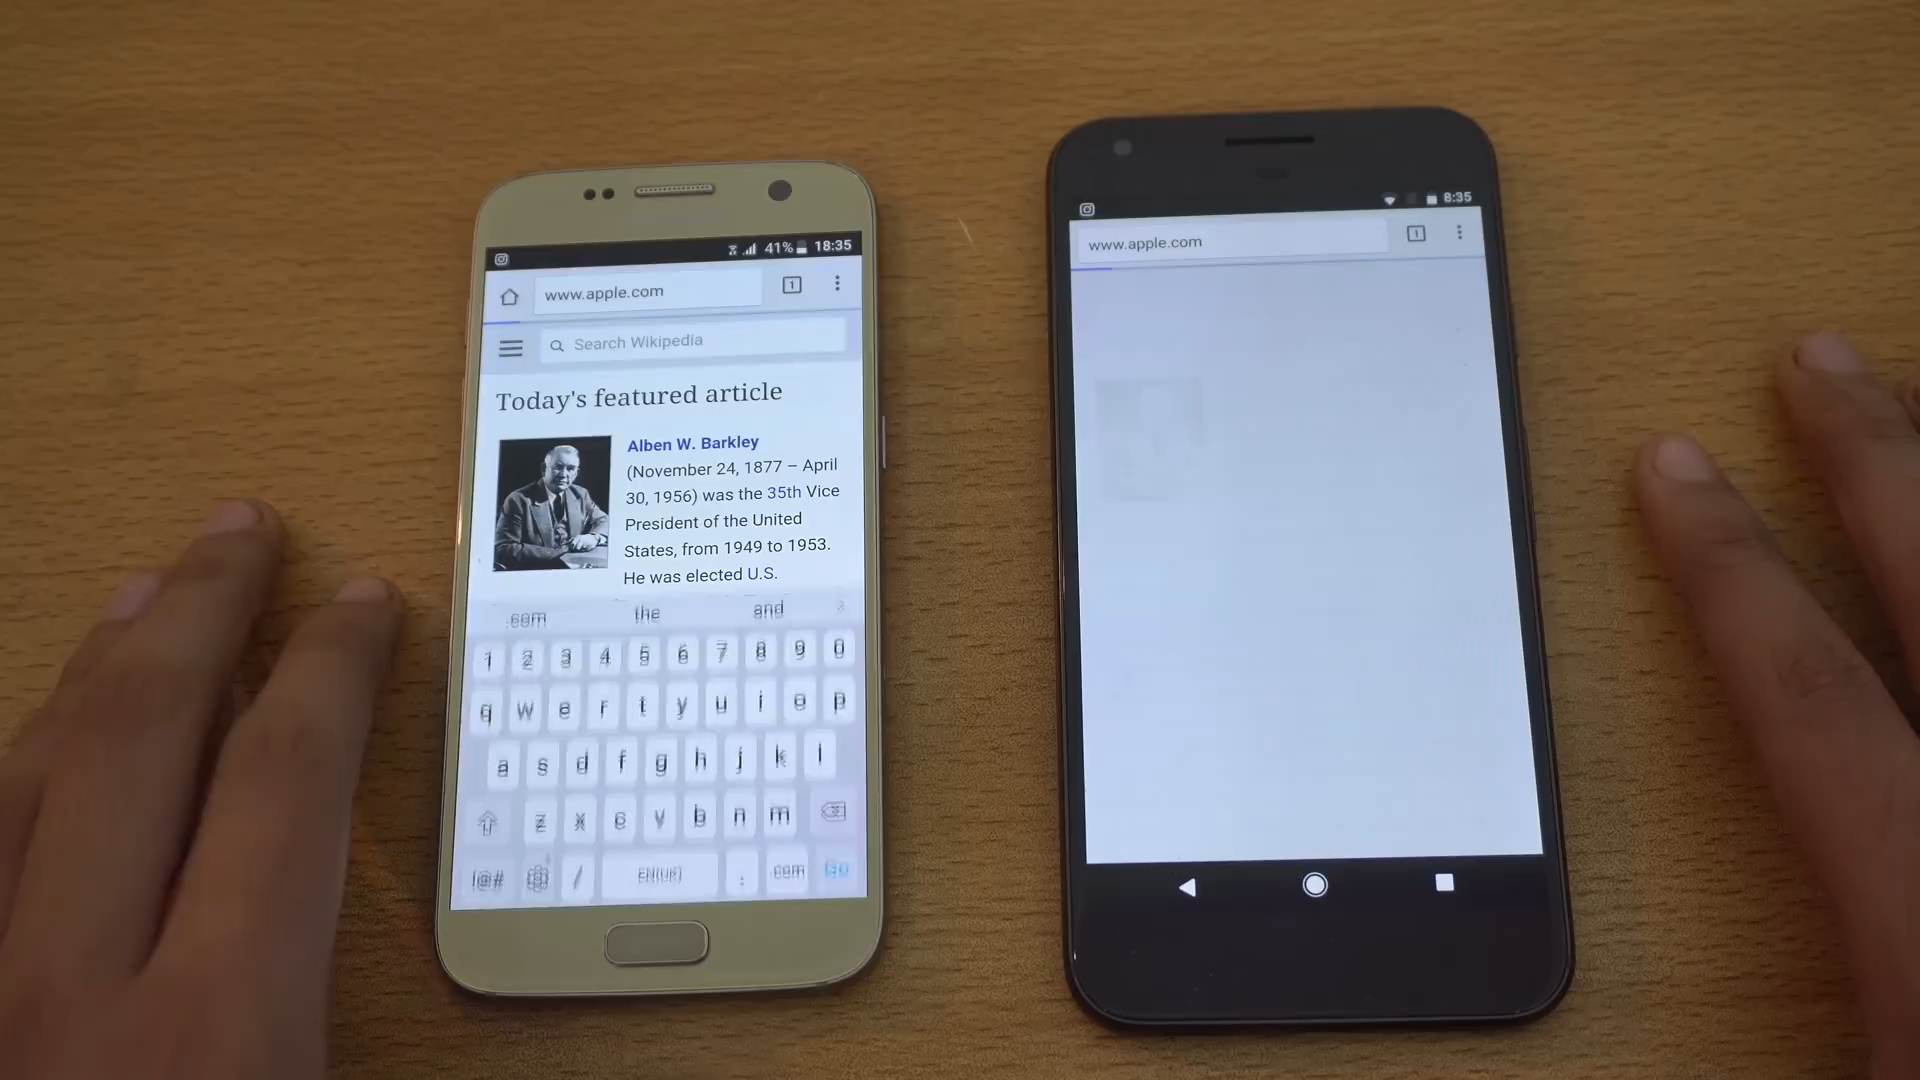 41% 18:35
www.apple.com
1
Search Wikipedia
Today's featured article
Alben W. Barkley
(November 24, 1877 – April
30, 1956) was the 35th Vice
President of the United
States, from 1949 to 1953.
He was elected U.S.
.com the and
1 2 3 4 5 6 7 8 9 0
q w e r t y u i o p
a s d f g h j k l
z x c v b n m
!@# / EN(UK) . .com Go
8:35
www.apple.com
1